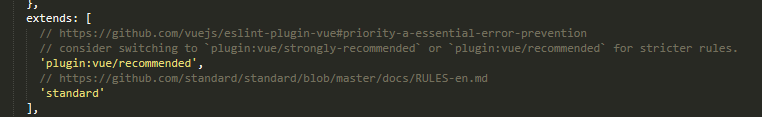 },
extends: [
// https://github.com/vuejs/eslint-plugin-vue#priority-a-essential-error-prevention
// consider switching to `plugin:vue/strongly-recommended` or `plugin:vue/recommended` for stricter rules.
'plugin:vue/recommended',
// https://github.com/standard/standard/blob/master/docs/RULES-en.md
'standard'
],